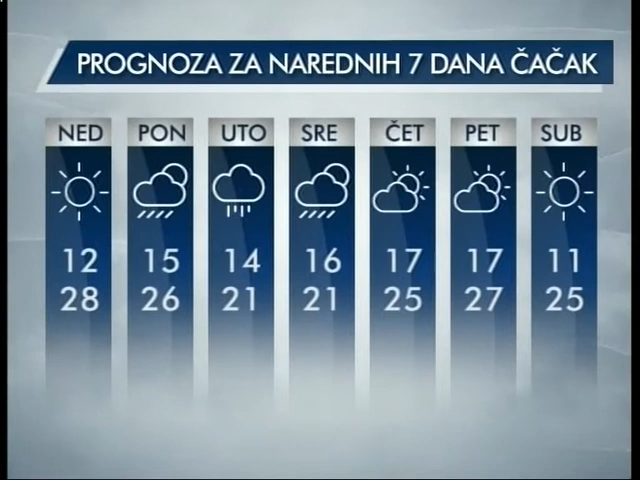 PROGNOZA ZA NAREDNIH 7 DANA ČAČAK
NED PON UTO SRE ČET PET SUB
12 15 14 16 17 17 11
28 26 21 21 25 27 25